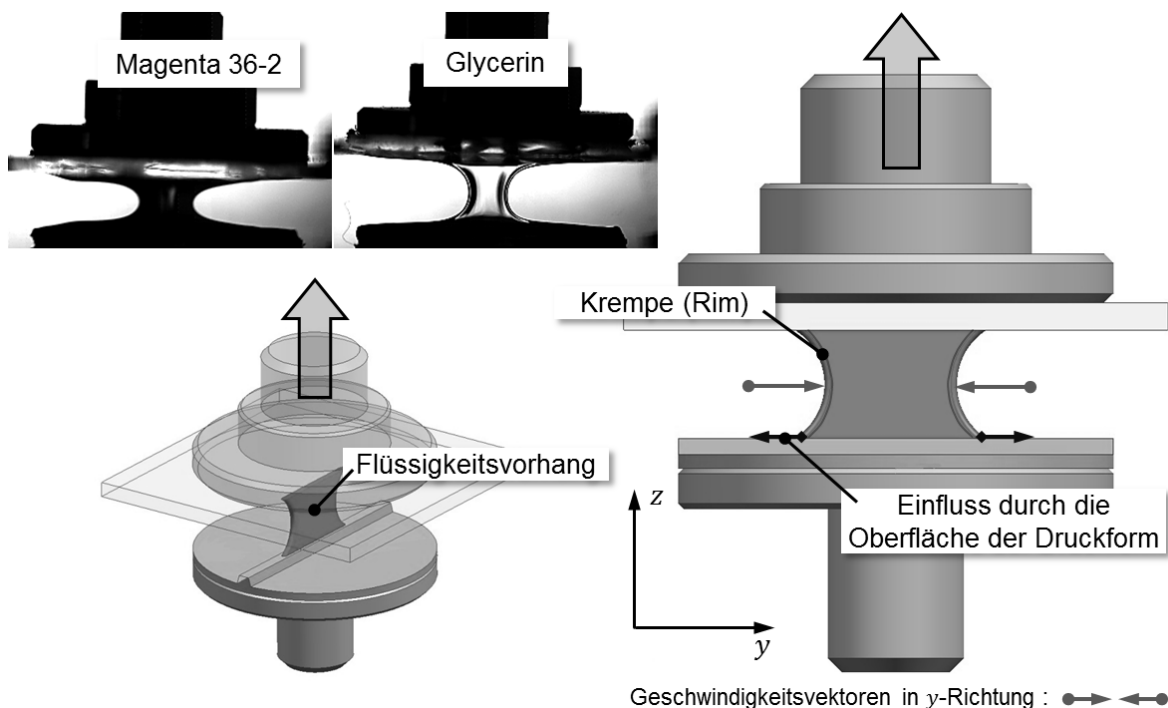 Magenta 36-2
Glycerin
Krempe (Rim)
Flüssigkeitsvorhang
Einfluss durch die
Oberfläche der Druckform
z
y
Geschwindigkeitsvektoren in y-Richtung :